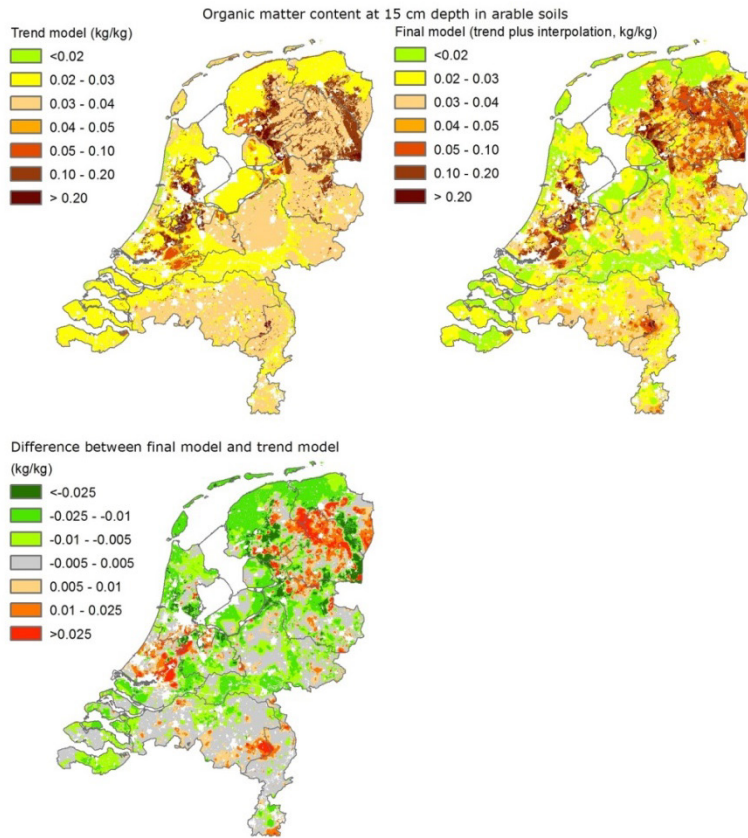 Organic matter content at 15 cm depth in arable soils
Trend model (kg/kg)
<0.02
0.02 - 0.03
0.03 - 0.04
0.04 - 0.05
0.05 - 0.10
0.10 - 0.20
> 0.20
Final model (trend plus interpolation, kg/kg)
<0.02
0.02 - 0.03
0.03 - 0.04
0.04 - 0.05
0.05 - 0.10
0.10 - 0.20
> 0.20
Difference between final model and trend model
(kg/kg)
<-0.025
-0.025 - -0.01
-0.01 - -0.005
-0.005 - 0.005
0.005 - 0.01
0.01 - 0.025
>0.025